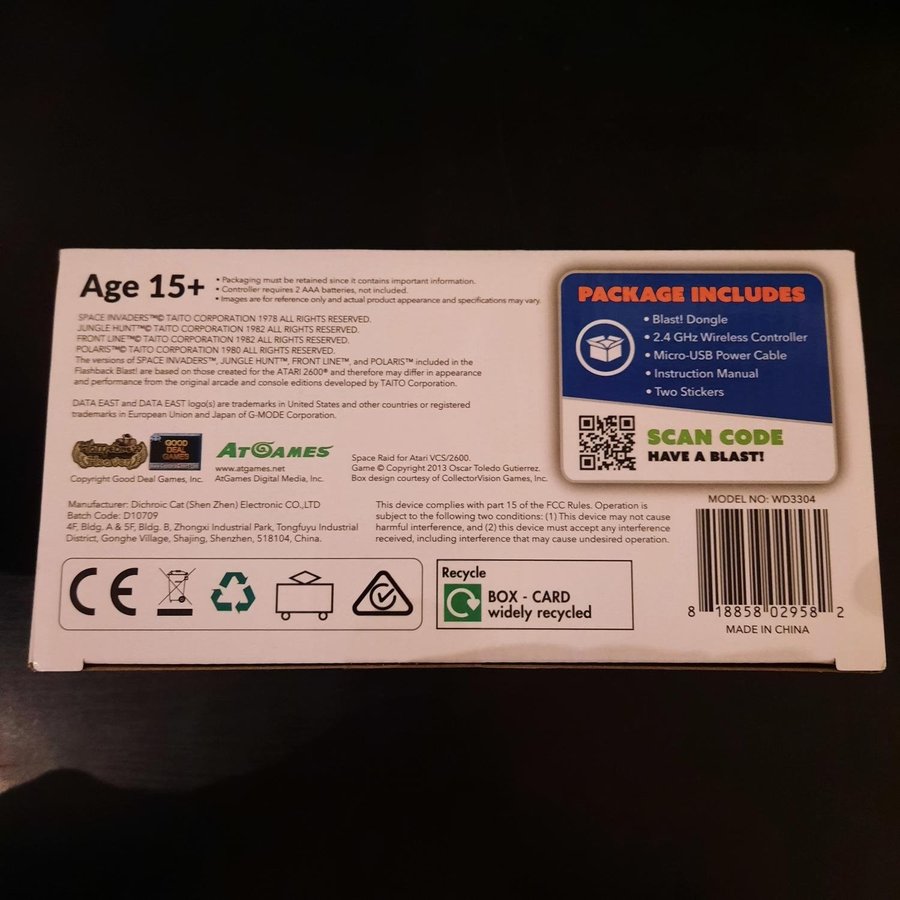 Age 15+
• Packaging must be retained since it contains important information.
• Controller requires 2 AAA batteries, not included.
• Images are for reference only and actual product appearance and specifications may vary.
SPACE INVADERS™© TAITO CORPORATION 1978 ALL RIGHTS RESERVED.
JUNGLE HUNT™© TAITO CORPORATION 1982 ALL RIGHTS RESERVED.
FRONT LINE™© TAITO CORPORATION 1982 ALL RIGHTS RESERVED.
POLARIS™© TAITO CORPORATION 1980 ALL RIGHTS RESERVED.
The versions of SPACE INVADERS™, JUNGLE HUNT™, FRONT LINE™, and POLARIS™ included in the
Flashback Blast! are based on those created for the ATARI 2600® and therefore may differ in appearance
and performance from the original arcade and console editions developed by TAITO Corporation.
DATA EAST and DATA EAST logo(s) are trademarks in United States and other countries or registered
trademarks in European Union and Japan of G-MODE Corporation.
GOOD
DEAL
GAMES
Copyright Good Deal Games, Inc.
ATGAMES
www.atgames.net
AtGames Digital Media, Inc.
Space Raid for Atari VCS/2600.
Game © Copyright 2013 Oscar Toledo Gutierrez.
Box design courtesy of CollectorVision Games, Inc.
Manufacturer: Dichroic Cat (Shen Zhen) Electronic CO.,LTD
Batch Code: D10709
4F, Bldg. A & 5F, Bldg. B, Zhongxi Industrial Park, Tongfuyu Industrial
District, Gonghe Village, Shajing, Shenzhen, 518104, China.
This device complies with part 15 of the FCC Rules. Operation is
subject to the following two conditions: (1) This device may not cause
harmful interference, and (2) this device must accept any interference
received, including interference that may cause undesired operation.
CE
Recycle
BOX - CARD
widely recycled
PACKAGE INCLUDES
• Blast! Dongle
• 2.4 GHz Wireless Controller
• Micro-USB Power Cable
• Instruction Manual
• Two Stickers
SCAN CODE
HAVE A BLAST!
MODEL NO: WD3304
8 18858 02958 2
MADE IN CHINA